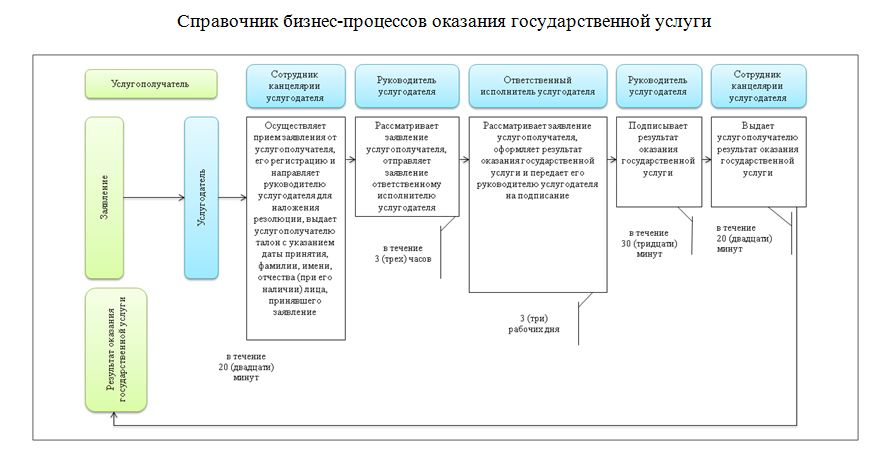 Справочник бизнес-процессов оказания государственной услуги
Услугополучатель
Сотрудник
канцелярии
услугодателя
Руководитель
услугодателя
Ответственный
исполнитель услугодателя
Руководитель
услугодателя
Сотрудник
канцелярии
услугодателя
Заявление
Услугодатель
Осуществляет
прием заявления от
услугополучателя,
его регистрацию и
направляет
руководителю
услугодателя для
наложения
резолюции, выдает
услугополучателю
талон с указанием
даты принятия,
фамилии, имени,
отчества (при его
наличии) лица,
принявшего
заявление
Рассматривает
заявление
услугополучателя,
отправляет
заявление
ответственному
исполнителю
услугодателя
Рассматривает заявление
услугополучателя,
оформляет результат
оказания государственной
услуги и передает его
руководителю услугодателя
на подписание
Подписывает
результат
оказания
государственной
услуги
Выдает
услугополучателю
результат оказания
государственной
услуги
в течение
3 (трех) часов
в течение
30 (тридцати)
минут
в течение
20 (двадцати)
минут
3 (три)
рабочих дня
в течение
20 (двадцати)
минут
Результат оказания
государственной услуги